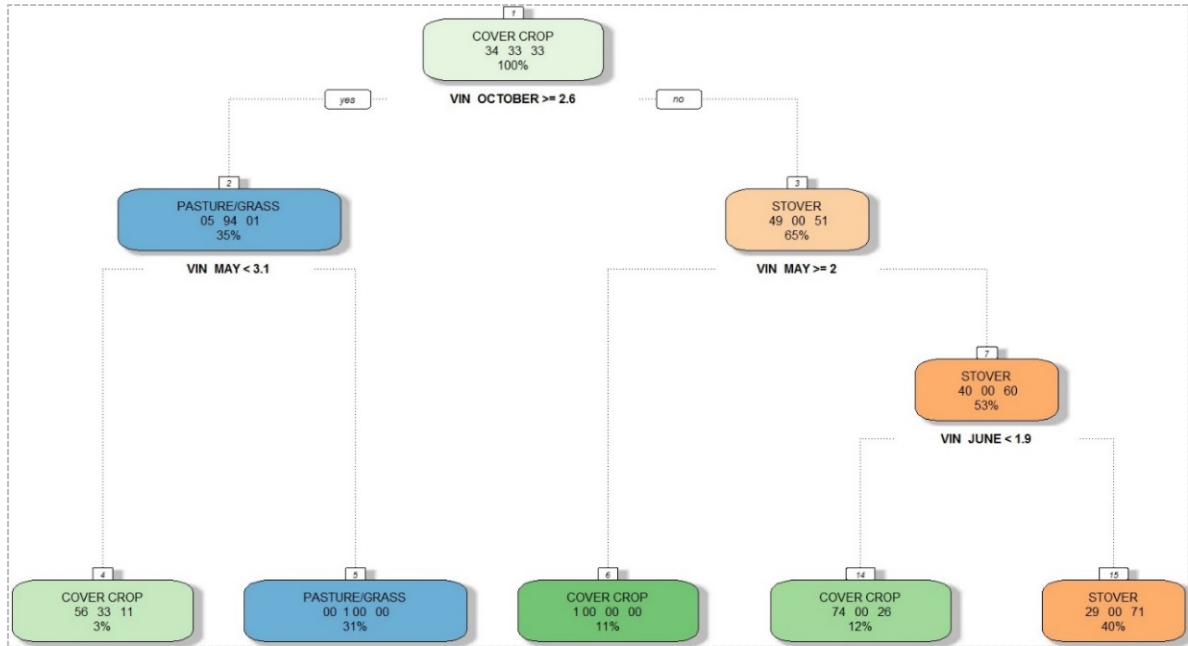 1
COVER CROP
34 33 33
100%
yes VIN OCTOBER >= 2.6 no
2
PASTURE/GRASS
05 94 01
35%
VIN MAY < 3.1
3
STOVER
49 00 51
65%
VIN MAY >= 2
7
STOVER
40 00 60
53%
VIN JUNE < 1.9
4
COVER CROP
56 33 11
3%
5
PASTURE/GRASS
00 1 00 00
31%
6
COVER CROP
1 00 00 00
11%
14
COVER CROP
74 00 26
12%
15
STOVER
29 00 71
40%